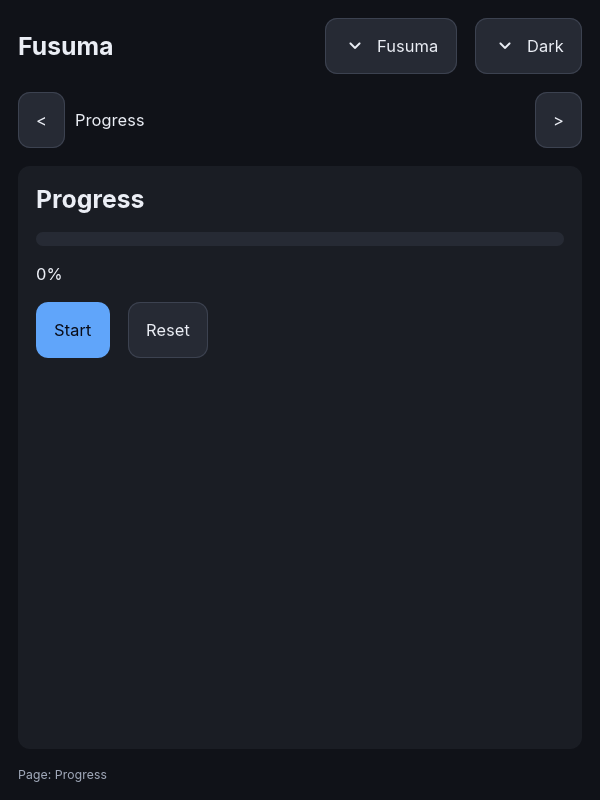 Fusuma
Fusuma
Dark
<
Progress
>
Progress
0%
Start
Reset
Page: Progress